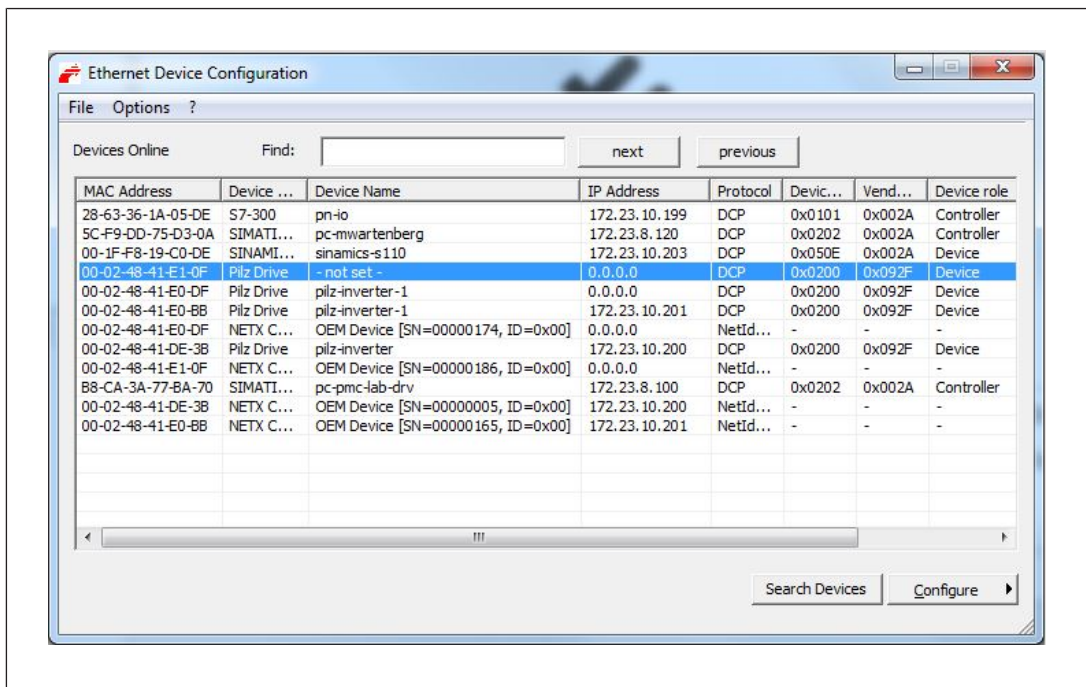 Ethernet Device Configuration
File Options ?
Devices Online Find: next previous
MAC Address Device ... Device Name IP Address Protocol Devic... Vend... Device role
28-63-36-1A-05-DE S7-300 pn-io 172.23.10.199 DCP 0x0101 0x002A Controller
5C-F9-DD-75-D3-0A SIMATI... pc-mwartenberg 172.23.8.120 DCP 0x0202 0x002A Controller
00-1F-F8-19-C0-DE SINAMI... sinamics-s110 172.23.10.203 DCP 0x050E 0x002A Device
00-02-48-41-E1-0F Pilz Drive - not set - 0.0.0.0 DCP 0x0200 0x092F Device
00-02-48-41-E0-DF Pilz Drive pilz-inverter-1 0.0.0.0 DCP 0x0200 0x092F Device
00-02-48-41-E0-BB Pilz Drive pilz-inverter-1 172.23.10.201 DCP 0x0200 0x092F Device
00-02-48-41-E0-DF NETX C... OEM Device [SN=00000174, ID=0x00] 0.0.0.0 NetId... - - -
00-02-48-41-DE-3B Pilz Drive pilz-inverter 172.23.10.200 DCP 0x0200 0x092F Device
00-02-48-41-E1-0F NETX C... OEM Device [SN=00000186, ID=0x00] 0.0.0.0 NetId... - - -
B8-CA-3A-77-BA-70 SIMATI... pc-pmc-lab-drv 172.23.8.100 DCP 0x0202 0x002A Controller
00-02-48-41-DE-3B NETX C... OEM Device [SN=00000005, ID=0x00] 172.23.10.200 NetId... - - -
00-02-48-41-E0-BB NETX C... OEM Device [SN=00000165, ID=0x00] 172.23.10.201 NetId... - - -
Search Devices Configure